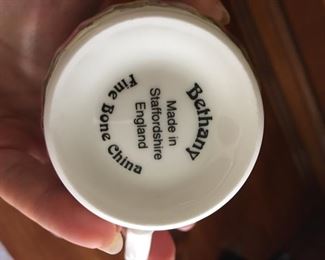 Bethany
Made in
Staffordshire
England
Fine Bone China